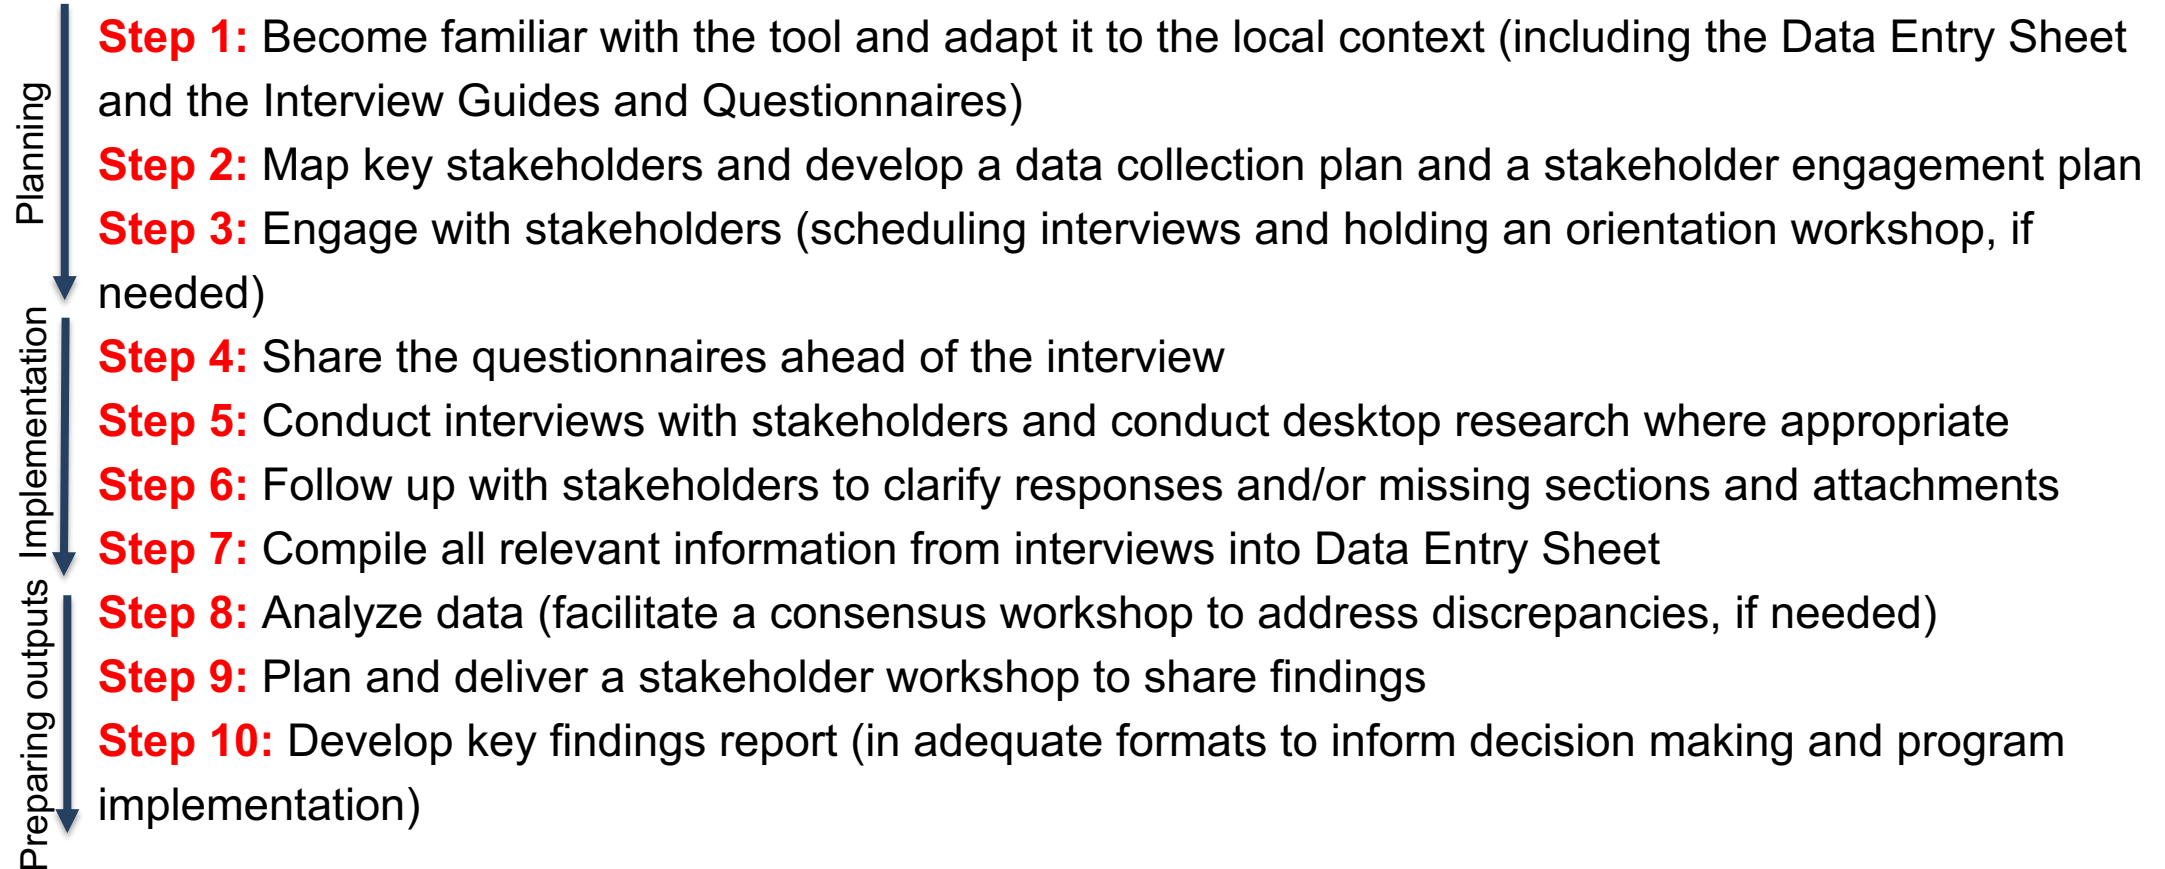 Planning
Step 1: Become familiar with the tool and adapt it to the local context (including the Data Entry Sheet
and the Interview Guides and Questionnaires)
Step 2: Map key stakeholders and develop a data collection plan and a stakeholder engagement plan
Step 3: Engage with stakeholders (scheduling interviews and holding an orientation workshop, if
needed)
Implementation
Step 4: Share the questionnaires ahead of the interview
Step 5: Conduct interviews with stakeholders and conduct desktop research where appropriate
Step 6: Follow up with stakeholders to clarify responses and/or missing sections and attachments
Step 7: Compile all relevant information from interviews into Data Entry Sheet
Preparing outputs
Step 8: Analyze data (facilitate a consensus workshop to address discrepancies, if needed)
Step 9: Plan and deliver a stakeholder workshop to share findings
Step 10: Develop key findings report (in adequate formats to inform decision making and program
implementation)